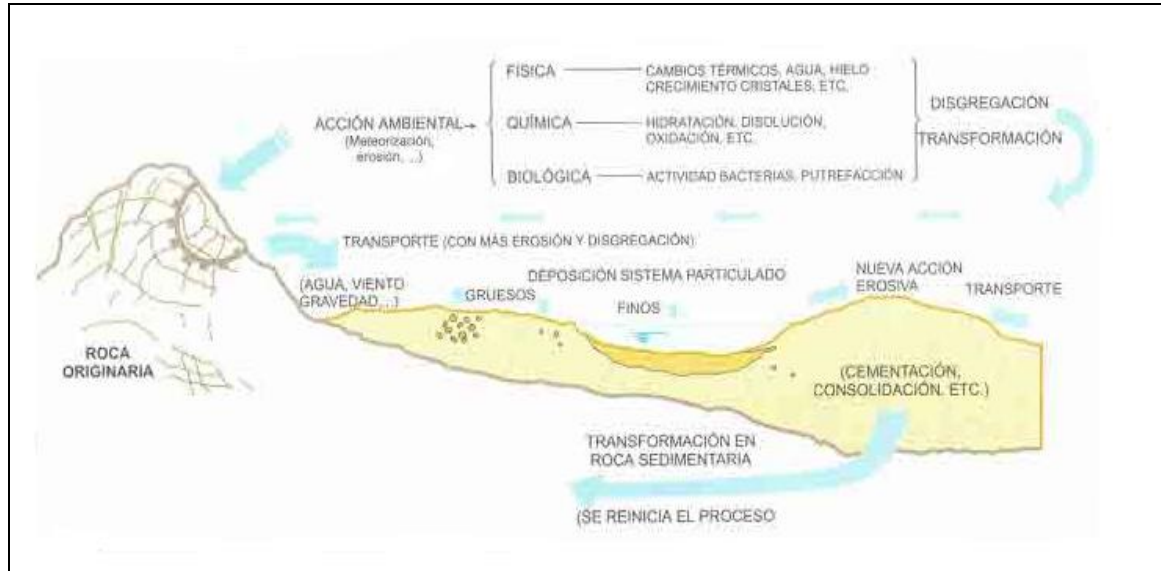 FÍSICA
CAMBIOS TÉRMICOS, AGUA, HIELO
CRECIMIENTO CRISTALES, ETC.
ACCIÓN AMBIENTAL→
(Meteorización,
erosión, ...)
QUÍMICA
HIDRATACIÓN, DISOLUCIÓN,
OXIDACIÓN, ETC.
BIOLÓGICA
ACTIVIDAD BACTERIAS, PUTREFACCIÓN
DISGREGACIÓN
TRANSFORMACIÓN
TRANSPORTE (CON MÁS EROSIÓN Y DISGREGACIÓN)
(AGUA, VIENTO
GRAVEDAD,...)
DEPOSICIÓN SISTEMA PARTICULADO
GRUESOS
FINOS
NUEVA ACCIÓN
EROSIVA
TRANSPORTE
ROCA
ORIGINARIA
(CEMENTACIÓN,
CONSOLIDACIÓN. ETC.)
TRANSFORMACIÓN EN
ROCA SEDIMENTARIA
(SE REINICIA EL PROCESO